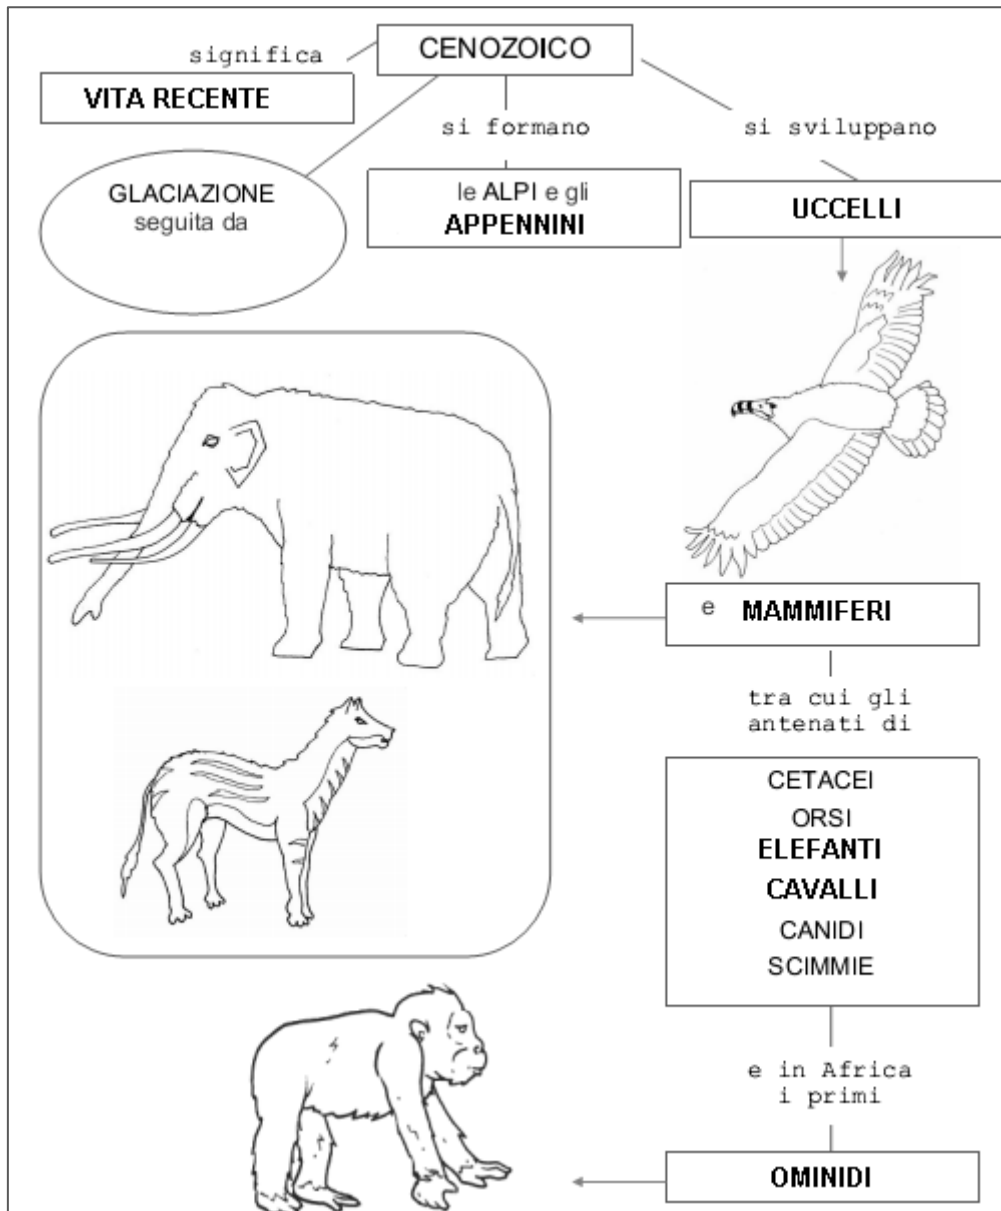 CENOZOICO
significa
VITA RECENTE
GLACIAZIONE
seguita da
si formano
le ALPI e gli
APPENNINI
si sviluppano
UCCELLI
e MAMMIFERI
tra cui gli
antenati di
CETACEI
ORSI
ELEFANTI
CAVALLI
CANIDI
SCIMMIE
e in Africa
i primi
OMINIDI